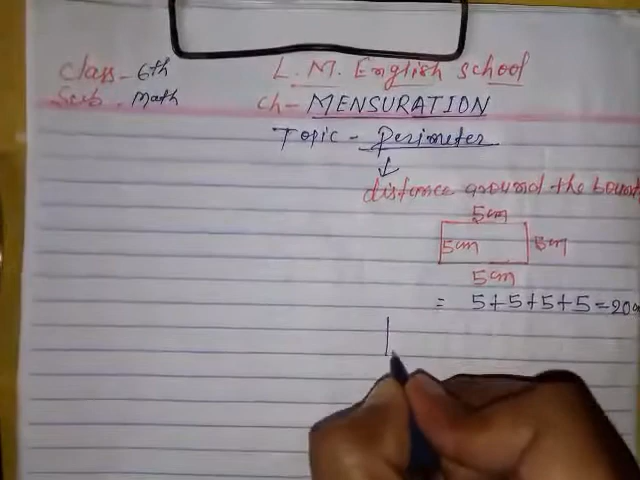 Class - 6th L. M. English school
Sub. Math ch - MENSURATION
Topic - Perimeter
distance around the bound
5cm
5cm 5cm
5cm
= 5+5+5+5=20